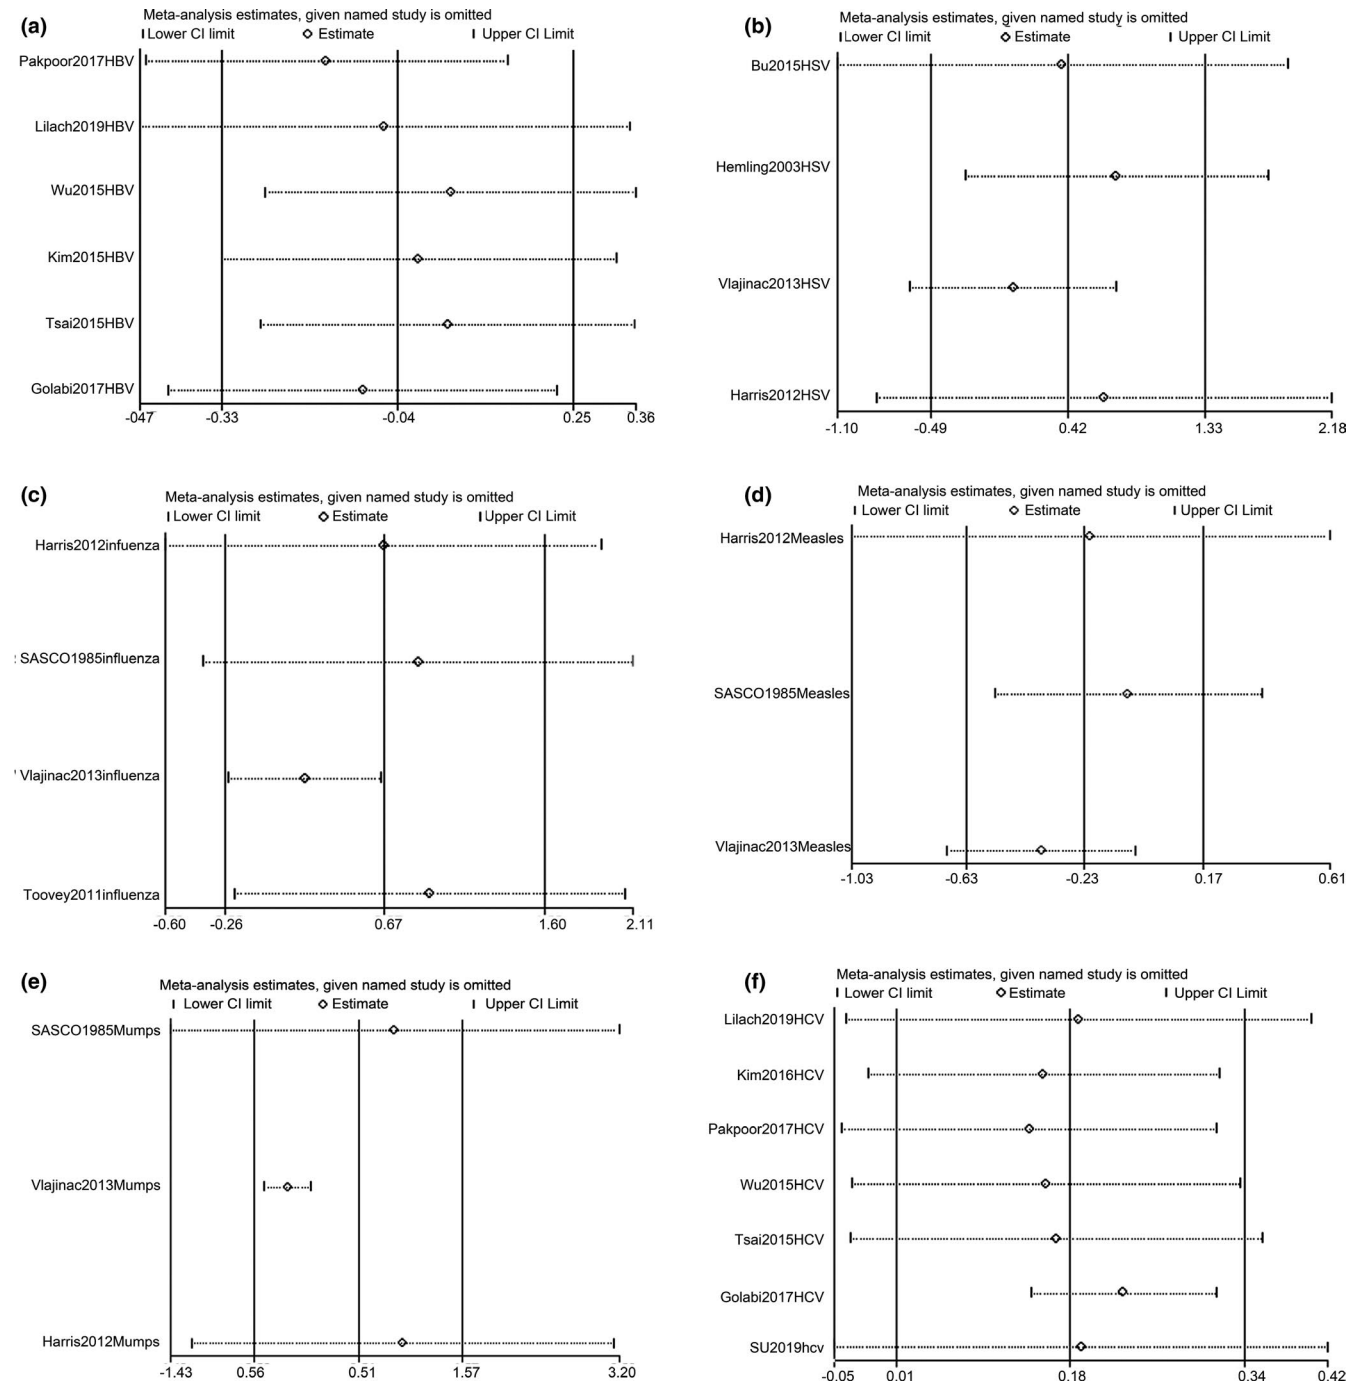 (a)
Meta-analysis estimates, given named study is omitted
Lower CI limit Estimate Upper CI Limit
Pakpoor2017HBV
Lilach2019HBV
Wu2015HBV
Kim2015HBV
Tsai2015HBV
Golabi2017HBV
-047 -0.33 -0.04 0.25 0.36
(b)
Meta-analysis estimates, given named study is omitted
Lower CI limit Estimate Upper CI Limit
Bu2015HSV
Hemling2003HSV
Vlajinac2013HSV
Harris2012HSV
-1.10 -0.49 0.42 1.33 2.18
(c)
Meta-analysis estimates, given named study is omitted
Lower CI limit Estimate Upper CI Limit
Harris2012infuenza
SASCO1985influenza
Vlajinac2013influenza
Toovey2011influenza
-0.60 -0.26 0.67 1.60 2.11
(d)
Meta-analysis estimates, given named study is omitted
Lower CI limit Estimate Upper CI Limit
Harris2012Measles
SASCO1985Measles
Vlajinac2013Measles
-1.03 -0.63 -0.23 0.17 0.61
(e)
Meta-analysis estimates, given named study is omitted
Lower CI limit Estimate Upper CI Limit
SASCO1985Mumps
Vlajinac2013Mumps
Harris2012Mumps
-1.43 0.56 0.51 1.57 3.20
(f)
Meta-analysis estimates, given named study is omitted
Lower CI limit Estimate Upper CI Limit
Lilach2019HCV
Kim2016HCV
Pakpoor2017HCV
Wu2015HCV
Tsai2015HCV
Golabi2017HCV
SU2019hcv
-0.05 0.01 0.18 0.34 0.42